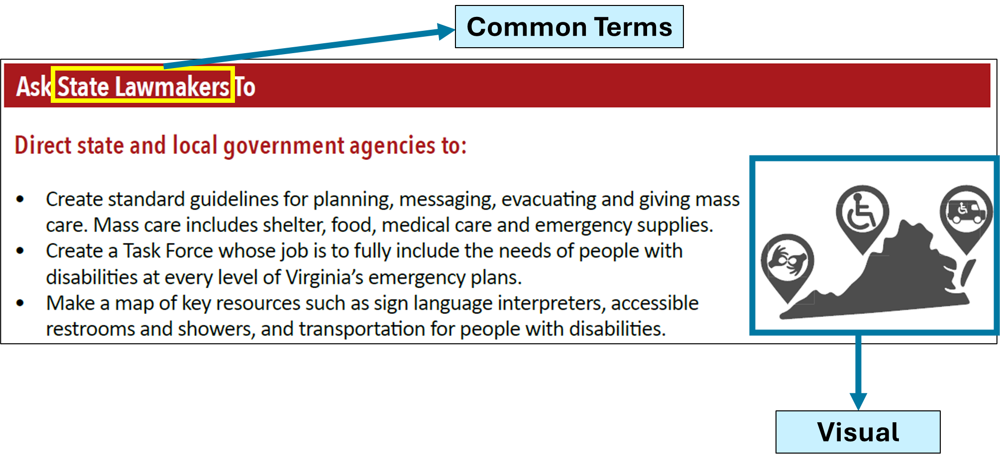 Common Terms
Ask State Lawmakers To
Direct state and local government agencies to:
• Create standard guidelines for planning, messaging, evacuating and giving mass
care. Mass care includes shelter, food, medical care and emergency supplies.
• Create a Task Force whose job is to fully include the needs of people with
disabilities at every level of Virginia’s emergency plans.
• Make a map of key resources such as sign language interpreters, accessible
restrooms and showers, and transportation for people with disabilities.
Visual